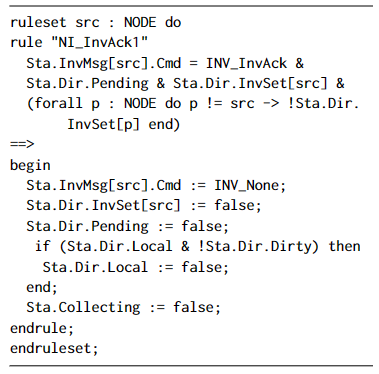 ruleset src : NODE do
rule "NI_InvAck1"
Sta.InvMsg[src].Cmd = INV_InvAck &
Sta.Dir.Pending & Sta.Dir.InvSet[src] &
(forall p : NODE do p != src -> !Sta.Dir.
InvSet[p] end)
==>
begin
Sta.InvMsg[src].Cmd := INV_None;
Sta.Dir.InvSet[src] := false;
Sta.Dir.Pending := false;
if (Sta.Dir.Local & !Sta.Dir.Dirty) then
Sta.Dir.Local := false;
end;
Sta.Collecting := false;
endrule;
endruleset;